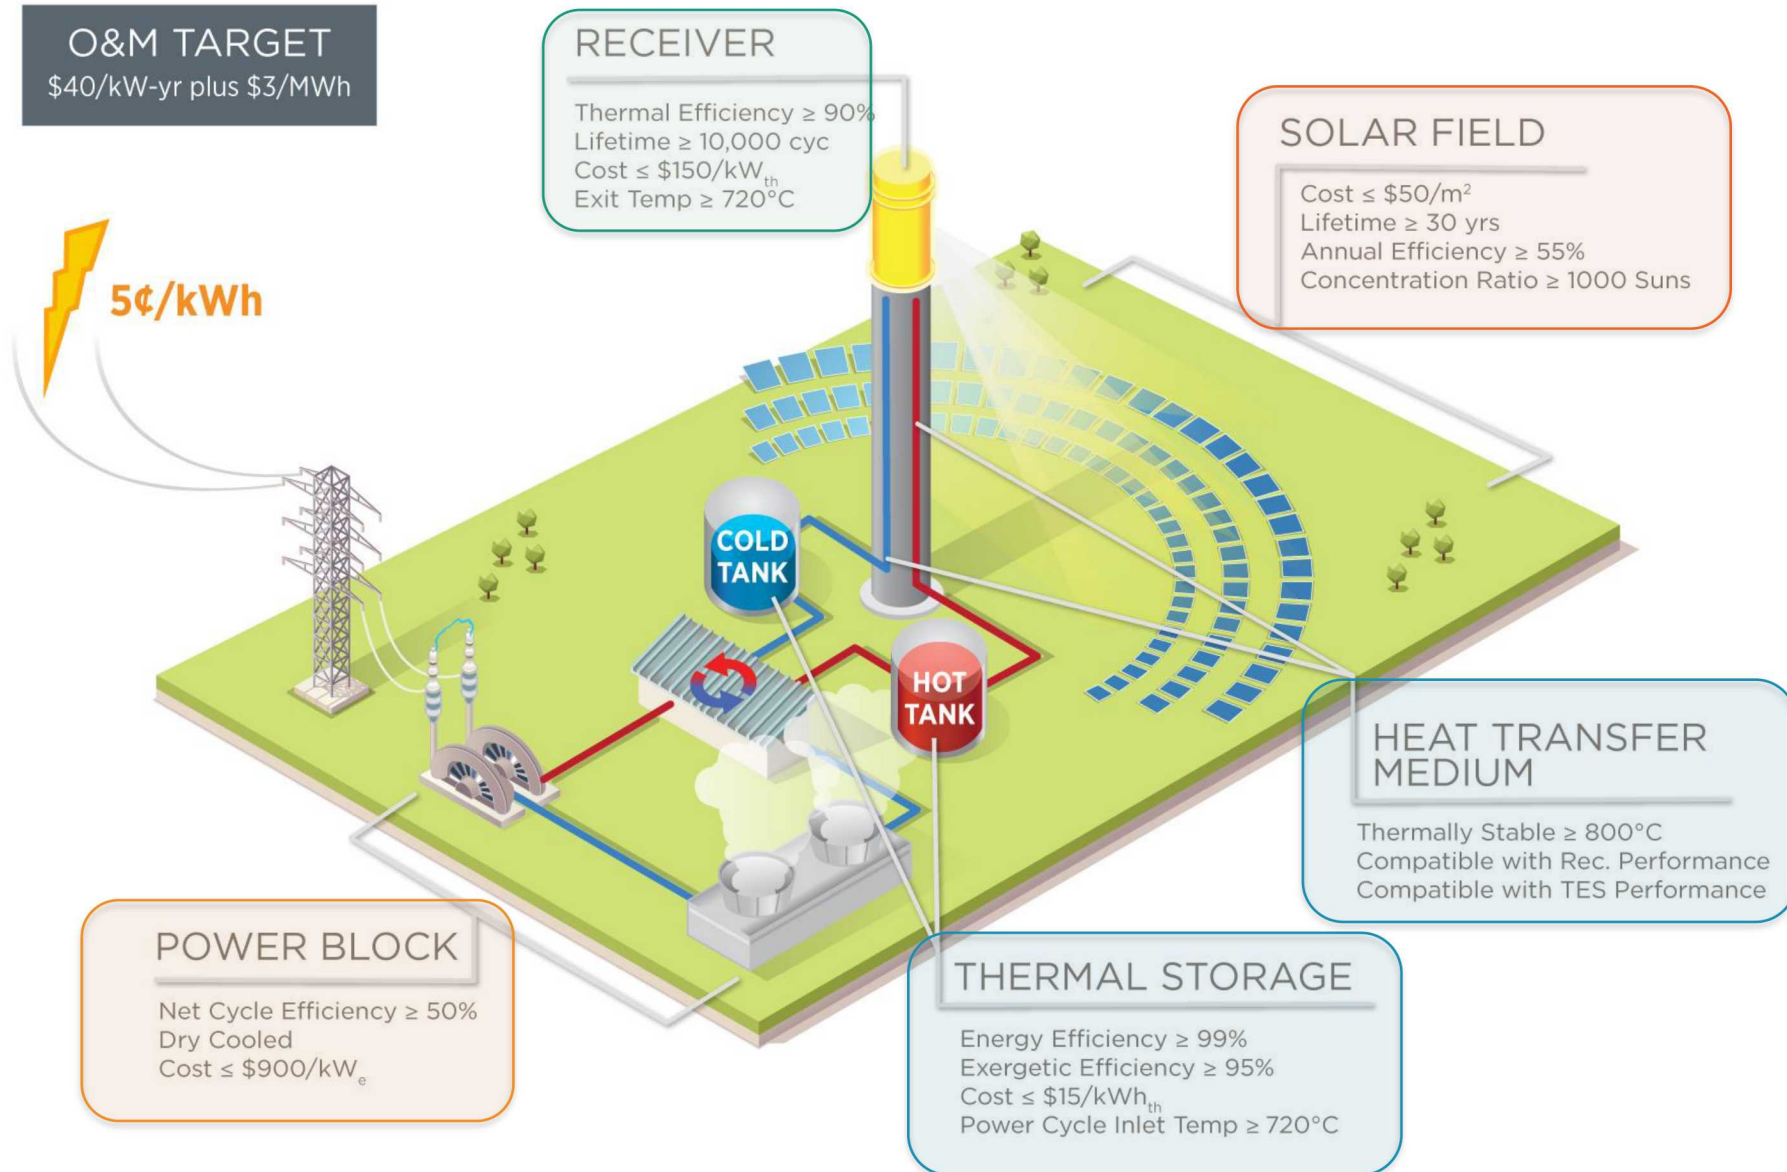 O&M TARGET
$40/kW-yr plus $3/MWh
RECEIVER
Thermal Efficiency ≥ 90%
Lifetime ≥ 10,000 cyc
Cost ≤ $150/kWth
Exit Temp ≥ 720°C
SOLAR FIELD
Cost ≤ $50/m²
Lifetime ≥ 30 yrs
Annual Efficiency ≥ 55%
Concentration Ratio ≥ 1000 Suns
5¢/kWh
COLD
TANK
HOT
TANK
HEAT TRANSFER
MEDIUM
Thermally Stable ≥ 800°C
Compatible with Rec. Performance
Compatible with TES Performance
POWER BLOCK
Net Cycle Efficiency ≥ 50%
Dry Cooled
Cost ≤ $900/kWe
THERMAL STORAGE
Energy Efficiency ≥ 99%
Exergetic Efficiency ≥ 95%
Cost ≤ $15/kWhth
Power Cycle Inlet Temp ≥ 720°C